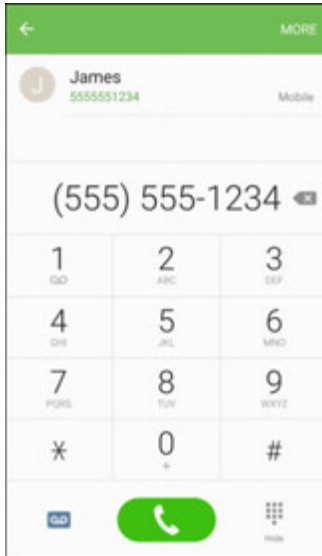 MORE
J
James
5555551234
Mobile
(555) 555-1234
1 2 3
ABC DEF
4 5 6
GHI JKL MNO
7 8 9
PQRS TUV WXYZ
* 0 #
+
Hide